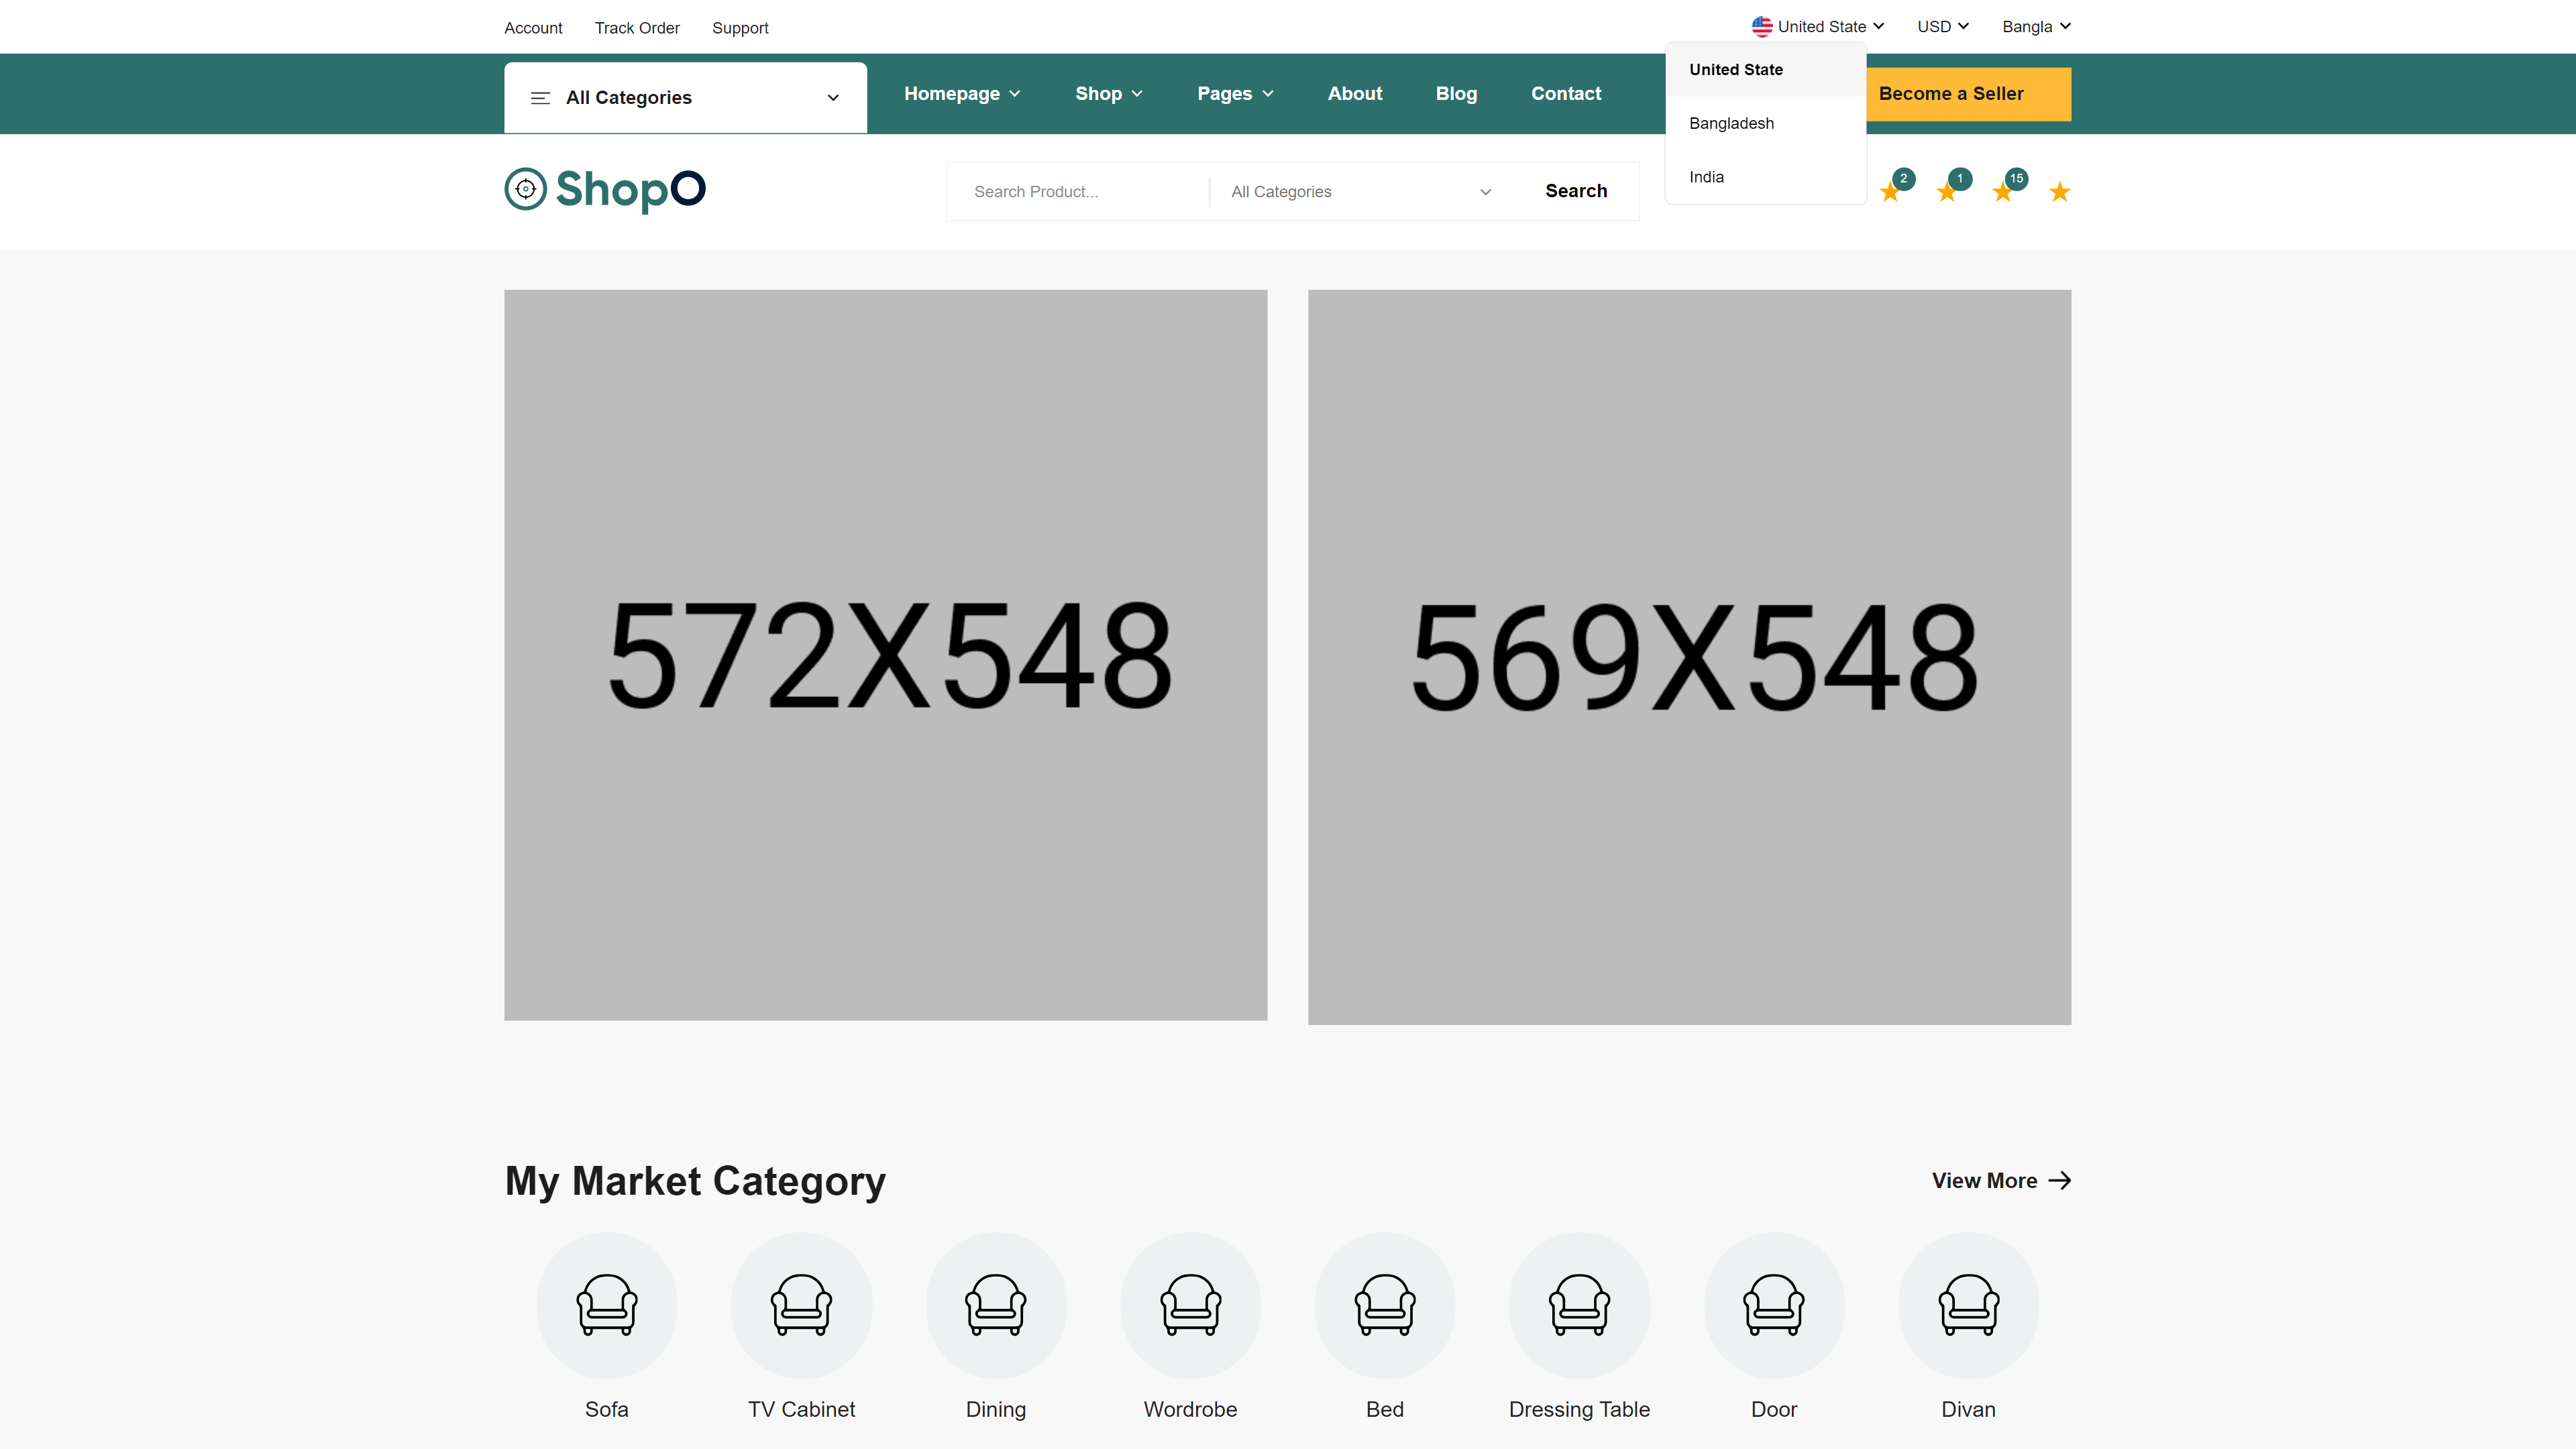 Account Track Order Support United State USD Bangla
All Categories Homepage Shop Pages About Blog Contact United State Become a Seller
Bangladesh
India
ShopO Search Product... All Categories Search 2 1 15
572X548 569X548
My Market Category View More
Sofa TV Cabinet Dining Wordrobe Bed Dressing Table Door Divan